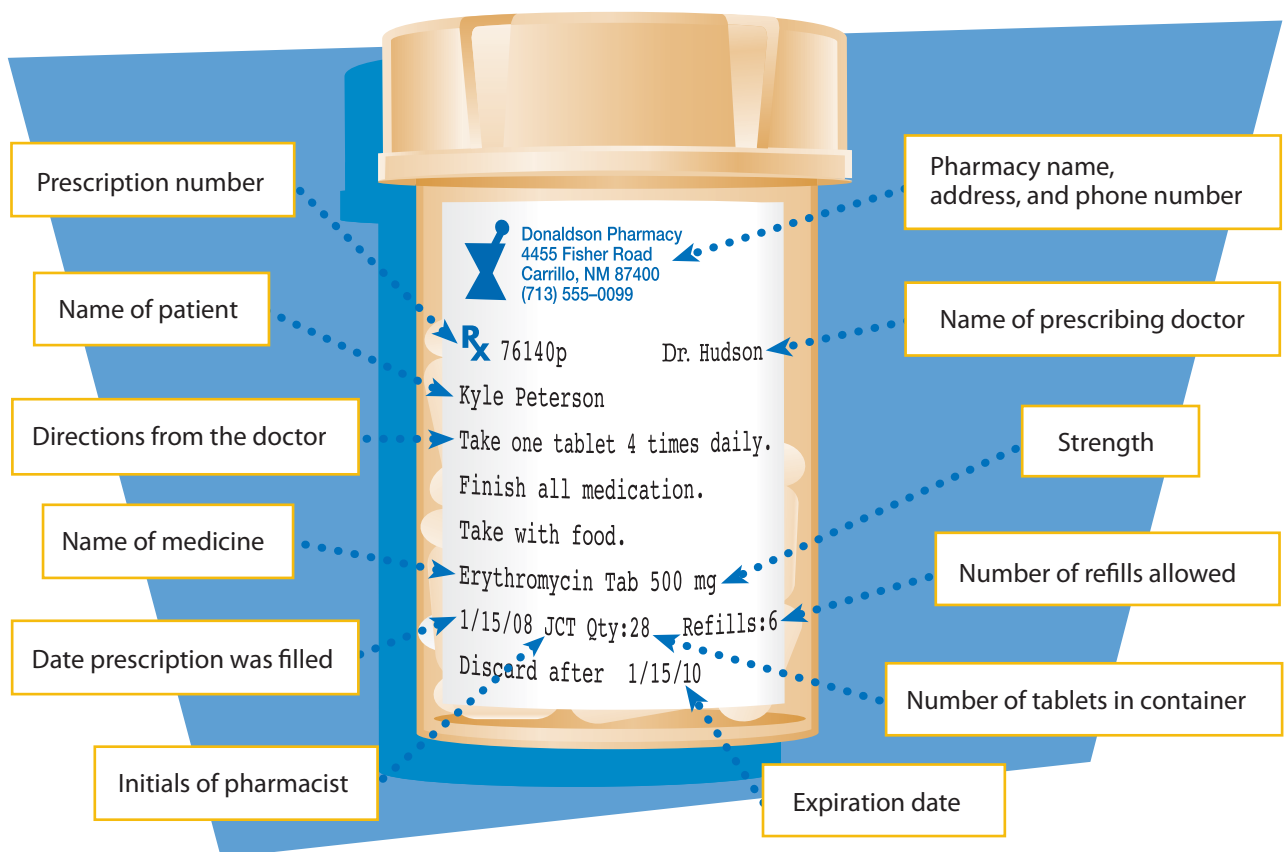 Prescription number
Name of patient
Directions from the doctor
Name of medicine
Date prescription was filled
Initials of pharmacist
Donaldson Pharmacy
4455 Fisher Road
Carrillo, NM 87400
(713) 555–0099
Rx 76140p Dr. Hudson
Kyle Peterson
Take one tablet 4 times daily.
Finish all medication.
Take with food.
Erythromycin Tab 500 mg
1/15/08 JCT Qty:28 Refills:6
Discard after 1/15/10
Pharmacy name,
address, and phone number
Name of prescribing doctor
Strength
Number of refills allowed
Number of tablets in container
Expiration date